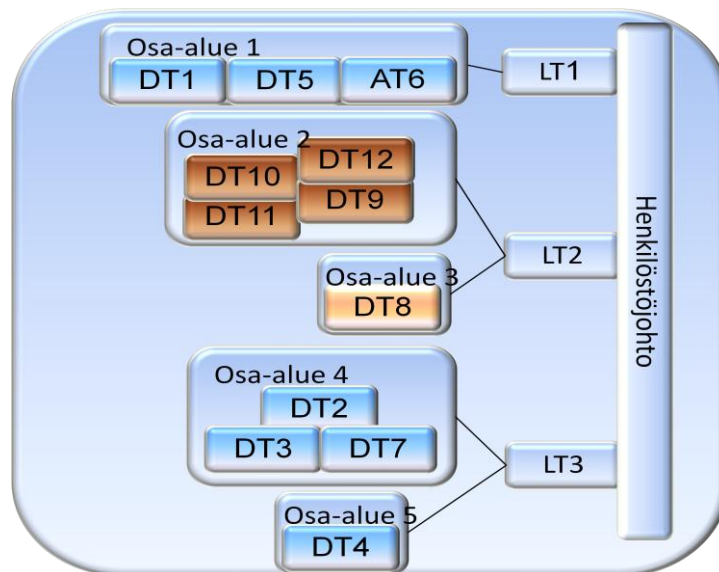 Osa-alue 1
DT1 DT5 AT6
LT1
Osa-alue 2
DT12
DT10
DT9
DT11
LT2
Osa-alue 3
DT8
Osa-alue 4
DT2
DT3 DT7
LT3
Osa-alue 5
DT4
Henkilöstöjohto